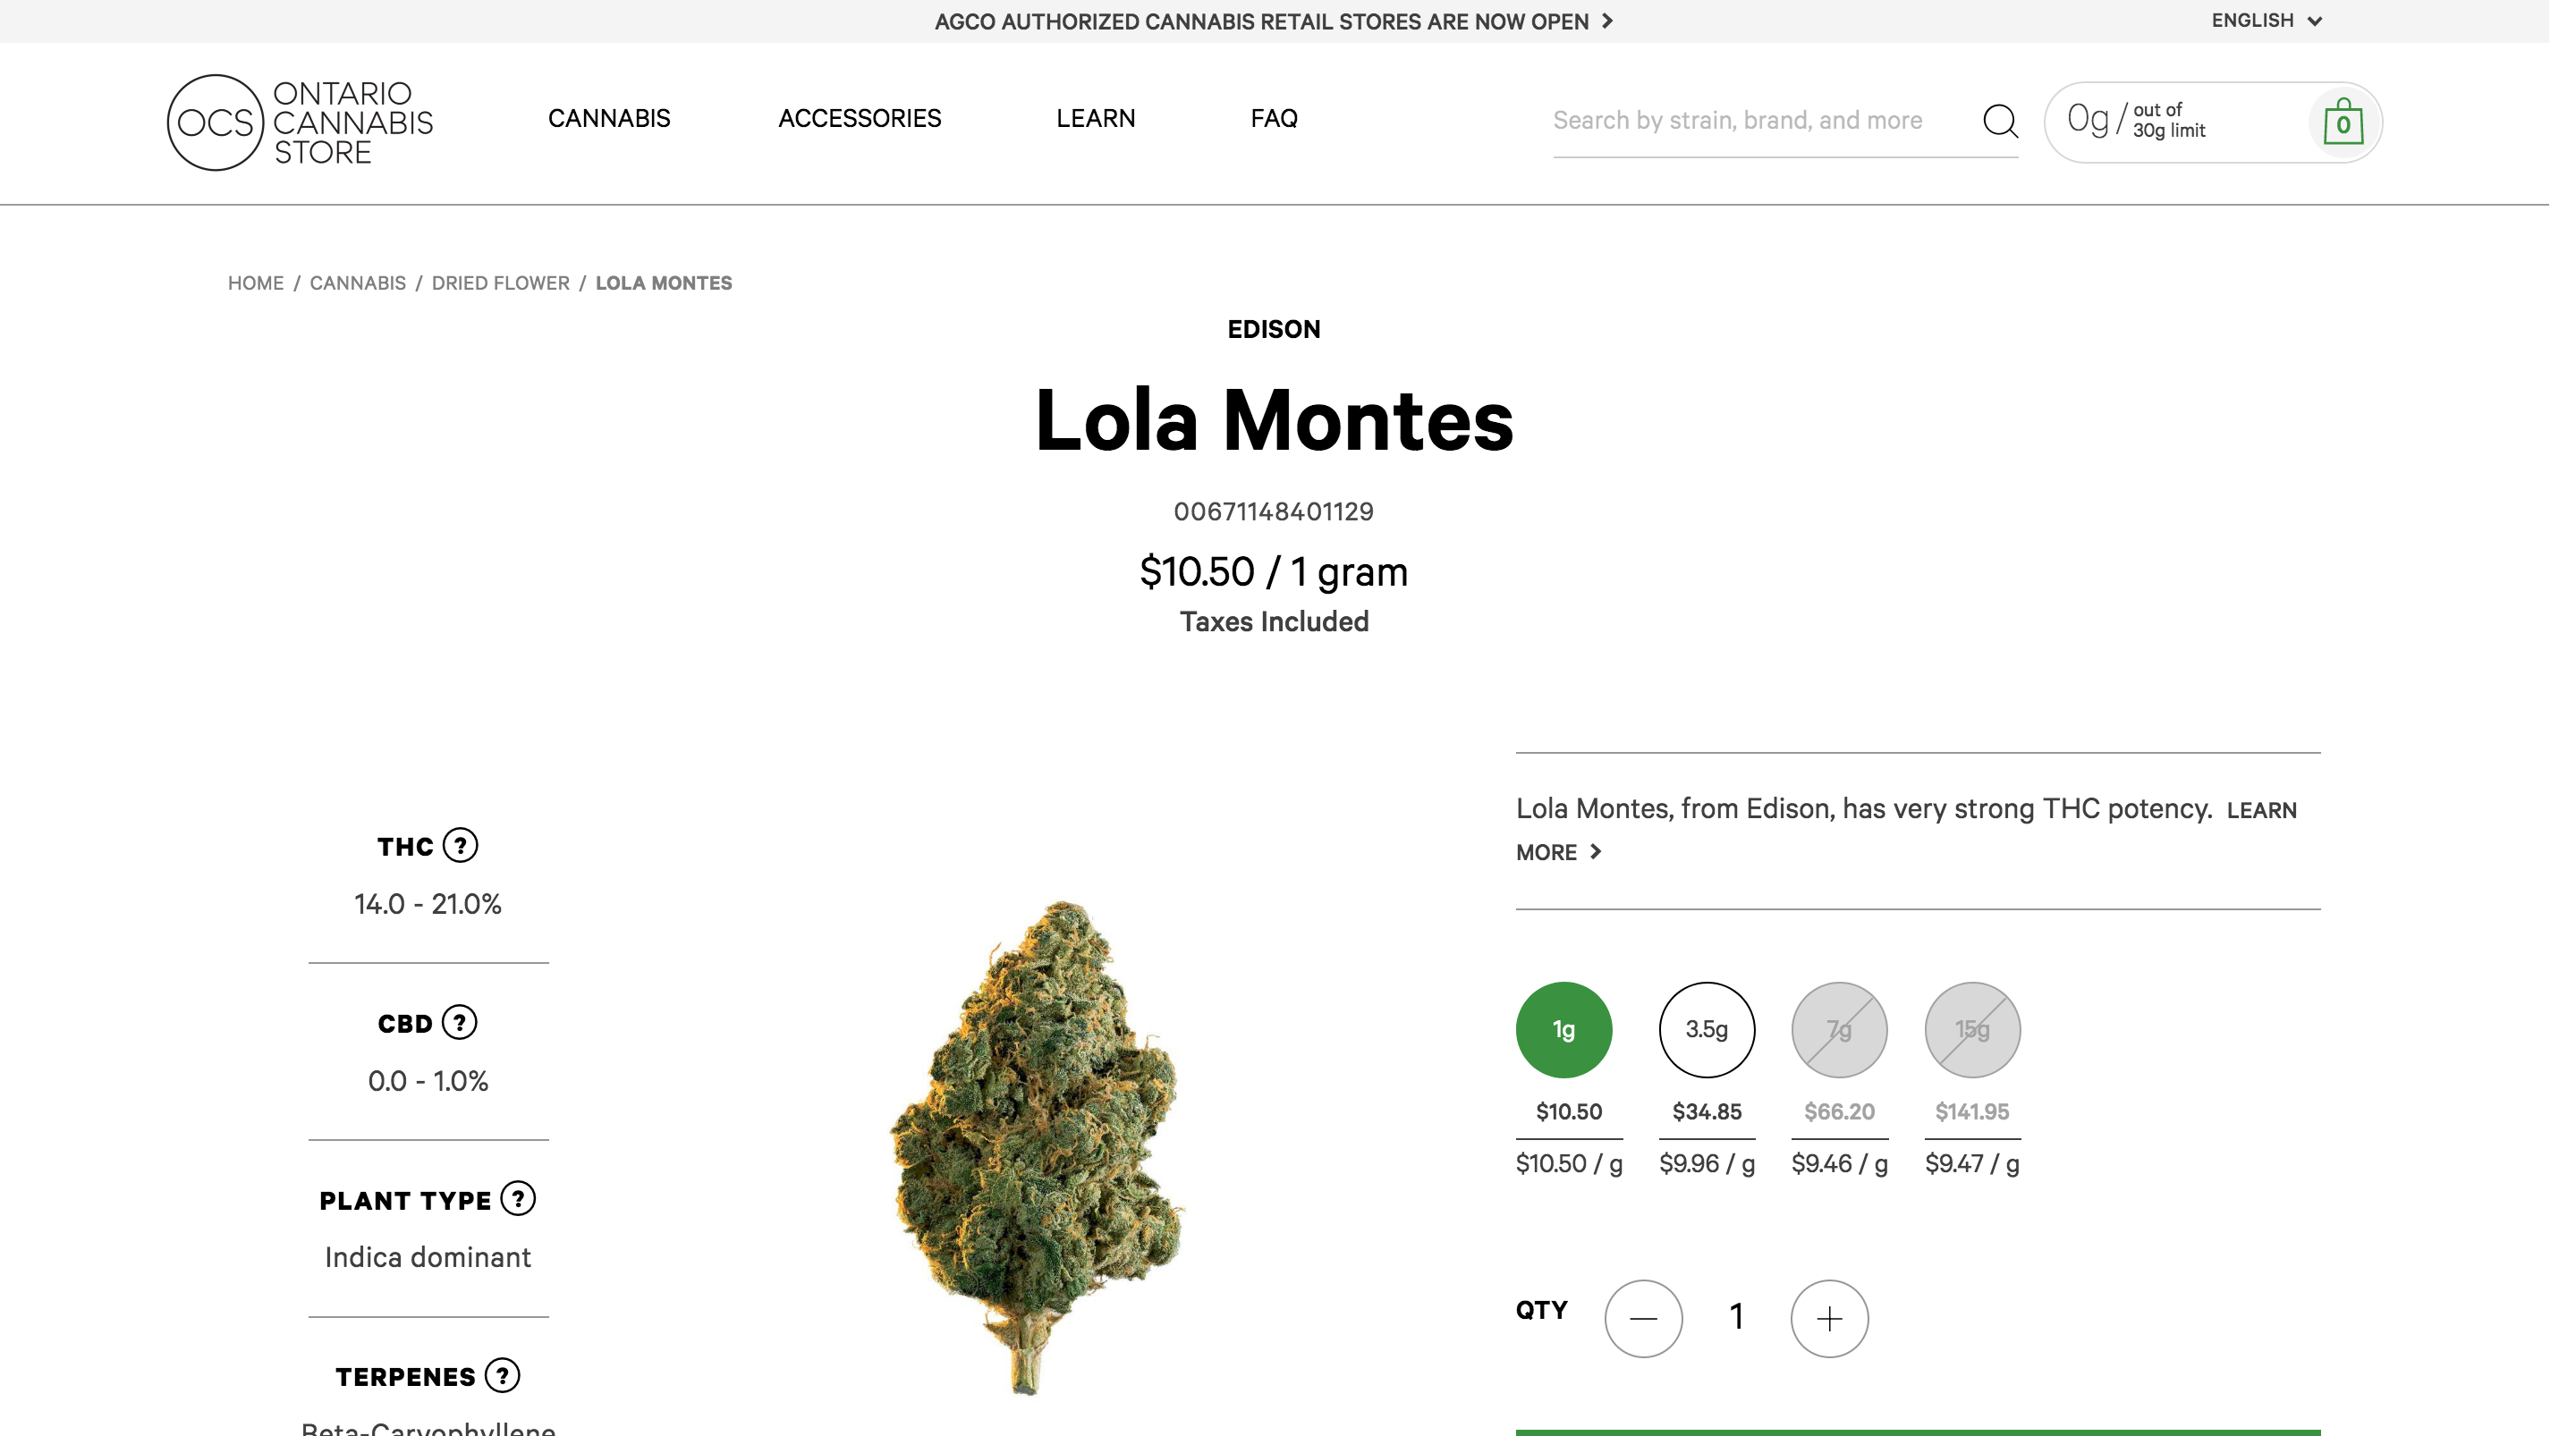 AGCO AUTHORIZED CANNABIS RETAIL STORES ARE NOW OPEN
ENGLISH
OCS
ONTARIO
CANNABIS
STORE
CANNABIS
ACCESSORIES
LEARN
FAQ
Search by strain, brand, and more
0g / out of
30g limit
0
HOME / CANNABIS / DRIED FLOWER / LOLA MONTES
EDISON
Lola Montes
00671148401129
$10.50 / 1 gram
Taxes Included
THC ?
14.0 - 21.0%
CBD ?
0.0 - 1.0%
PLANT TYPE ?
Indica dominant
TERPENES ?
Beta-Caryophyllene
Lola Montes, from Edison, has very strong THC potency. LEARN
MORE
1g 3.5g 7g 15g
$10.50 $34.85 $66.20 $141.95
$10.50 / g $9.96 / g $9.46 / g $9.47 / g
QTY
1